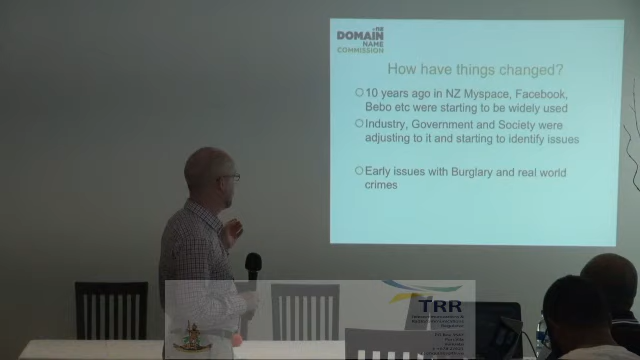 .nz
DOMAIN
NAME
COMMISSION
How have things changed?
10 years ago in NZ Myspace, Facebook,
Bebo etc were starting to be widely used
Industry, Government and Society were
adjusting to it and starting to identify issues
Early issues with Burglary and real world
crimes
TRR